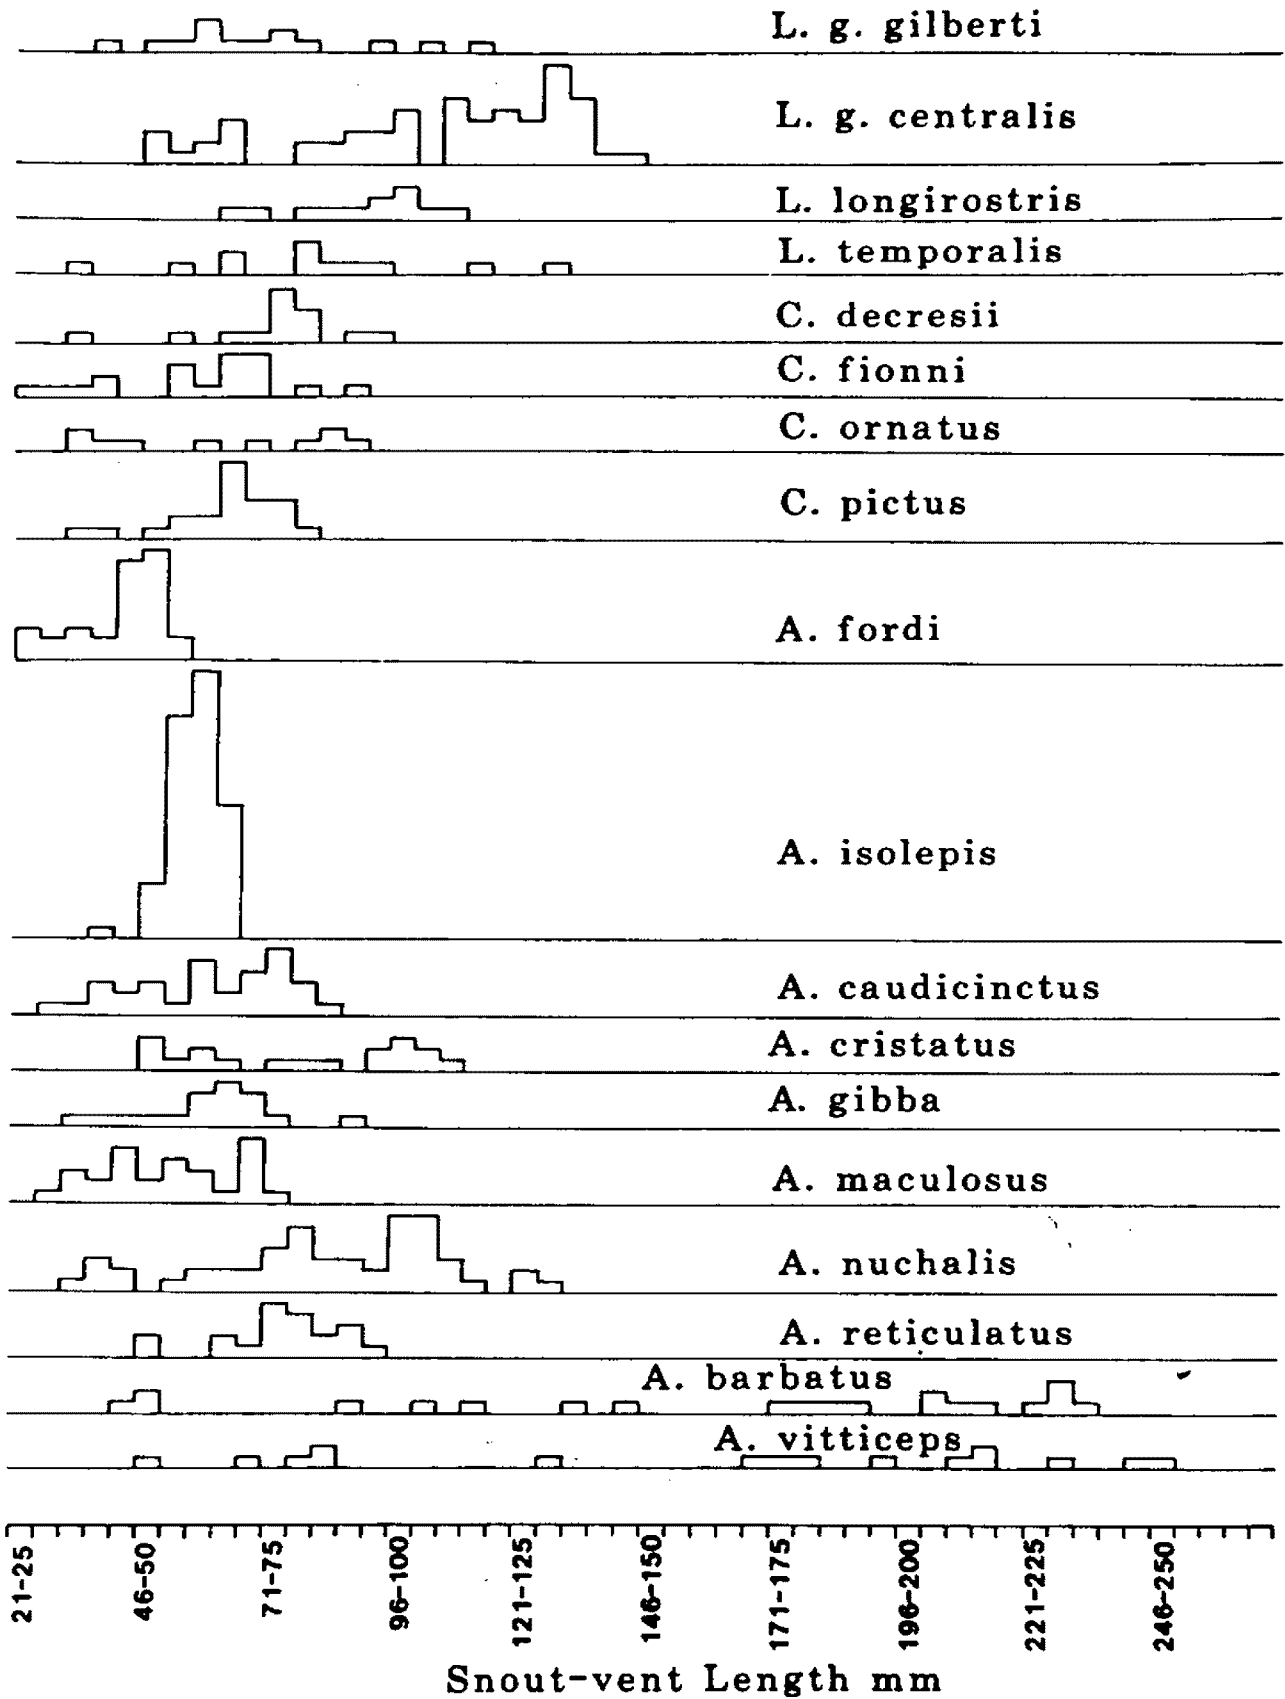 L. g. gilberti
L. g. centralis
L. longirostris
L. temporalis
C. decresii
C. fionni
C. ornatus
C. pictus
A. fordi
A. isolepis
A. caudicinctus
A. cristatus
A. gibba
A. maculosus
A. nuchalis
A. reticulatus
A. barbatus
A. vitticeps
21-25
46-50
71-75
96-100
121-125
146-150
171-175
196-200
221-225
246-250
Snout-vent Length mm